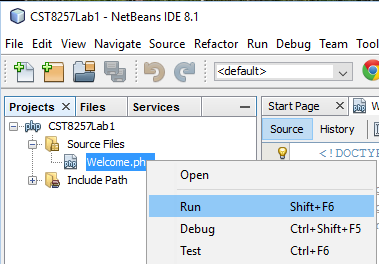 CST8257Lab1 - NetBeans IDE 8.1
File Edit View Navigate Source Refactor Run Debug Team Tools
<default>
Projects Files Services Start Page W
CST8257Lab1 Source History
Source Files <!DOCTYP
Welcome.ph
Include Path
Open
Run Shift+F6
Debug Ctrl+Shift+F5
Test Ctrl+F6